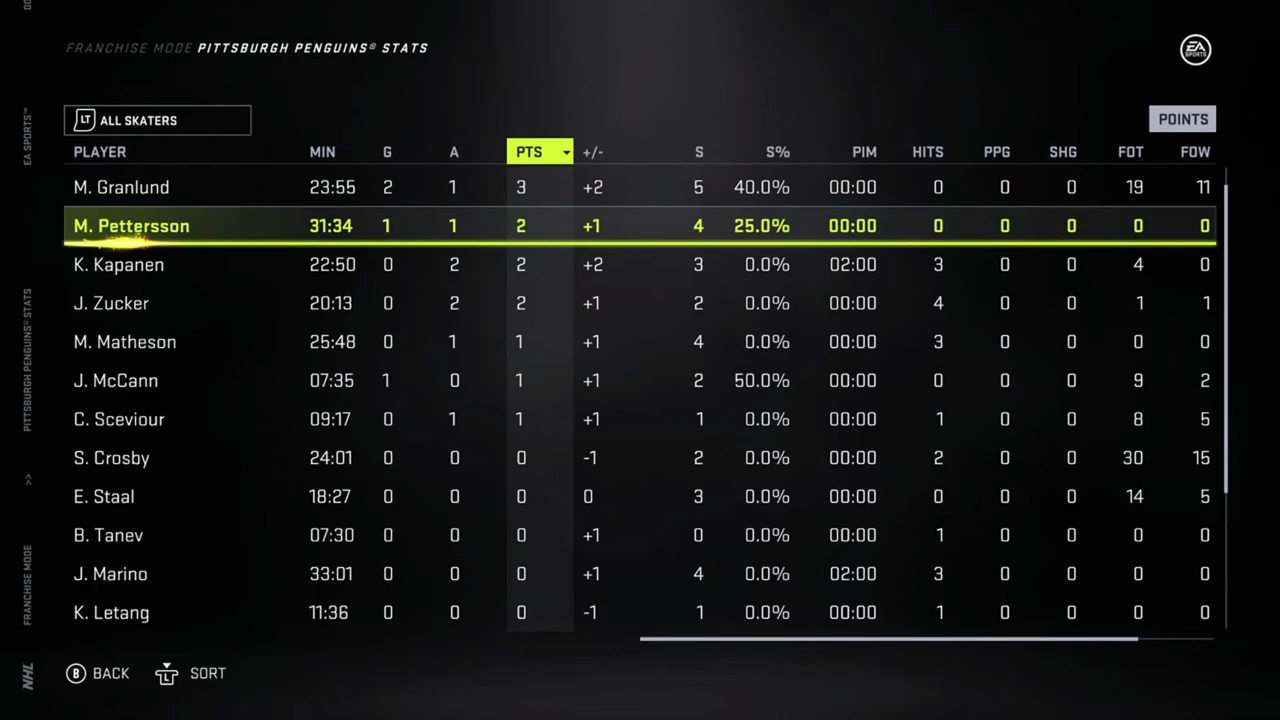 FRANCHISE MODE PITTSBURGH PENGUINS® STATS
EA SPORTS
LT ALL SKATERS
POINTS
PLAYER MIN G A PTS +/- S S% PIM HITS PPG SHG FOT FOW
M. Granlund 23:55 2 1 3 +2 5 40.0% 00:00 0 0 0 19 11
M. Pettersson 31:34 1 1 2 +1 4 25.0% 00:00 0 0 0 0 0
K. Kapanen 22:50 0 2 2 +2 3 0.0% 02:00 3 0 0 4 0
J. Zucker 20:13 0 2 2 +1 2 0.0% 00:00 4 0 0 1 1
M. Matheson 25:48 0 1 1 +1 4 0.0% 00:00 3 0 0 0 0
J. McCann 07:35 1 0 1 +1 2 50.0% 00:00 0 0 0 9 2
C. Sceviour 09:17 0 1 1 +1 1 0.0% 00:00 1 0 0 8 5
S. Crosby 24:01 0 0 0 -1 2 0.0% 00:00 2 0 0 30 15
E. Staal 18:27 0 0 0 0 3 0.0% 00:00 0 0 0 14 5
B. Tanev 07:30 0 0 0 +1 0 0.0% 00:00 1 0 0 0 0
J. Marino 33:01 0 0 0 +1 4 0.0% 02:00 3 0 0 0 0
K. Letang 11:36 0 0 0 -1 1 0.0% 00:00 1 0 0 0 0
B BACK L SORT
NHL FRANCHISE MODE >> PITTSBURGH PENGUINS® STATS EA SPORTS™